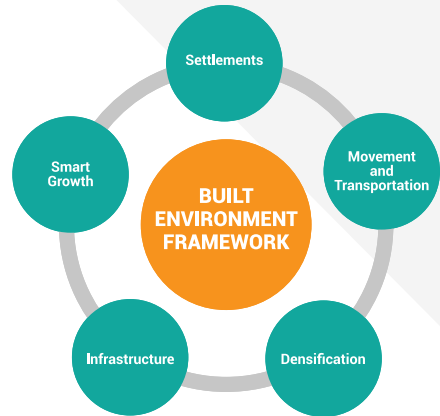 Settlements
Movement
and
Transportation
Smart
Growth
BUILT
ENVIRONMENT
FRAMEWORK
Infrastructure
Densification